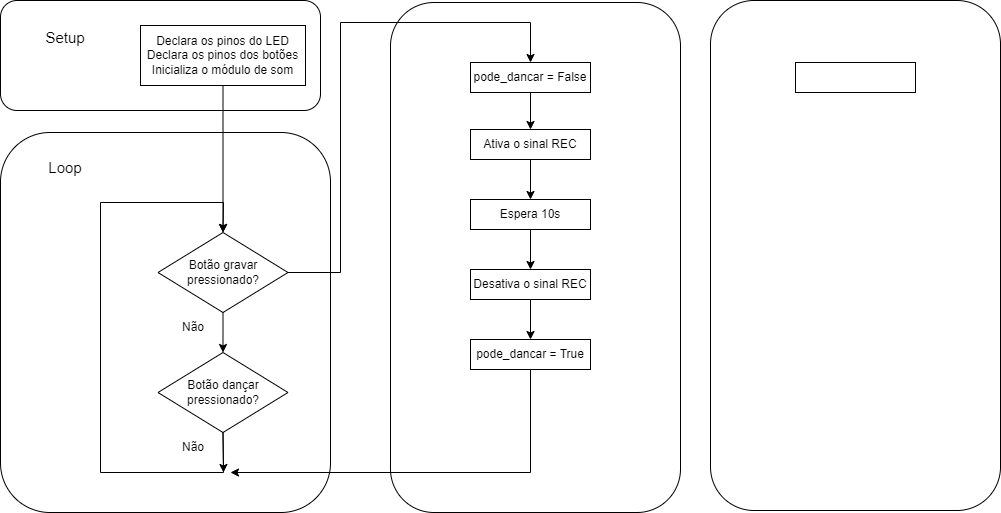 Setup
Declara os pinos do LED
Declara os pinos dos botões
Inicializa o módulo de som
Loop
Botão gravar
pressionado?
Não
Botão dançar
pressionado?
Não
pode_dancar = False
Ativa o sinal REC
Espera 10s
Desativa o sinal REC
pode_dancar = True